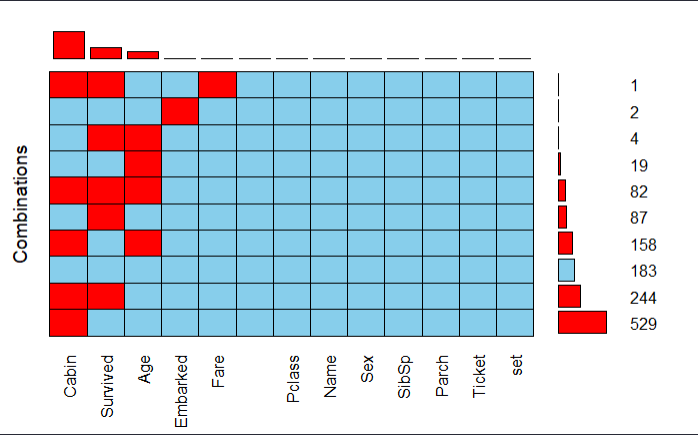 Combinations
1
2
4
19
82
87
158
183
244
529
Cabin
Survived
Age
Embarked
Fare
Pclass
Name
Sex
SibSp
Parch
Ticket
set